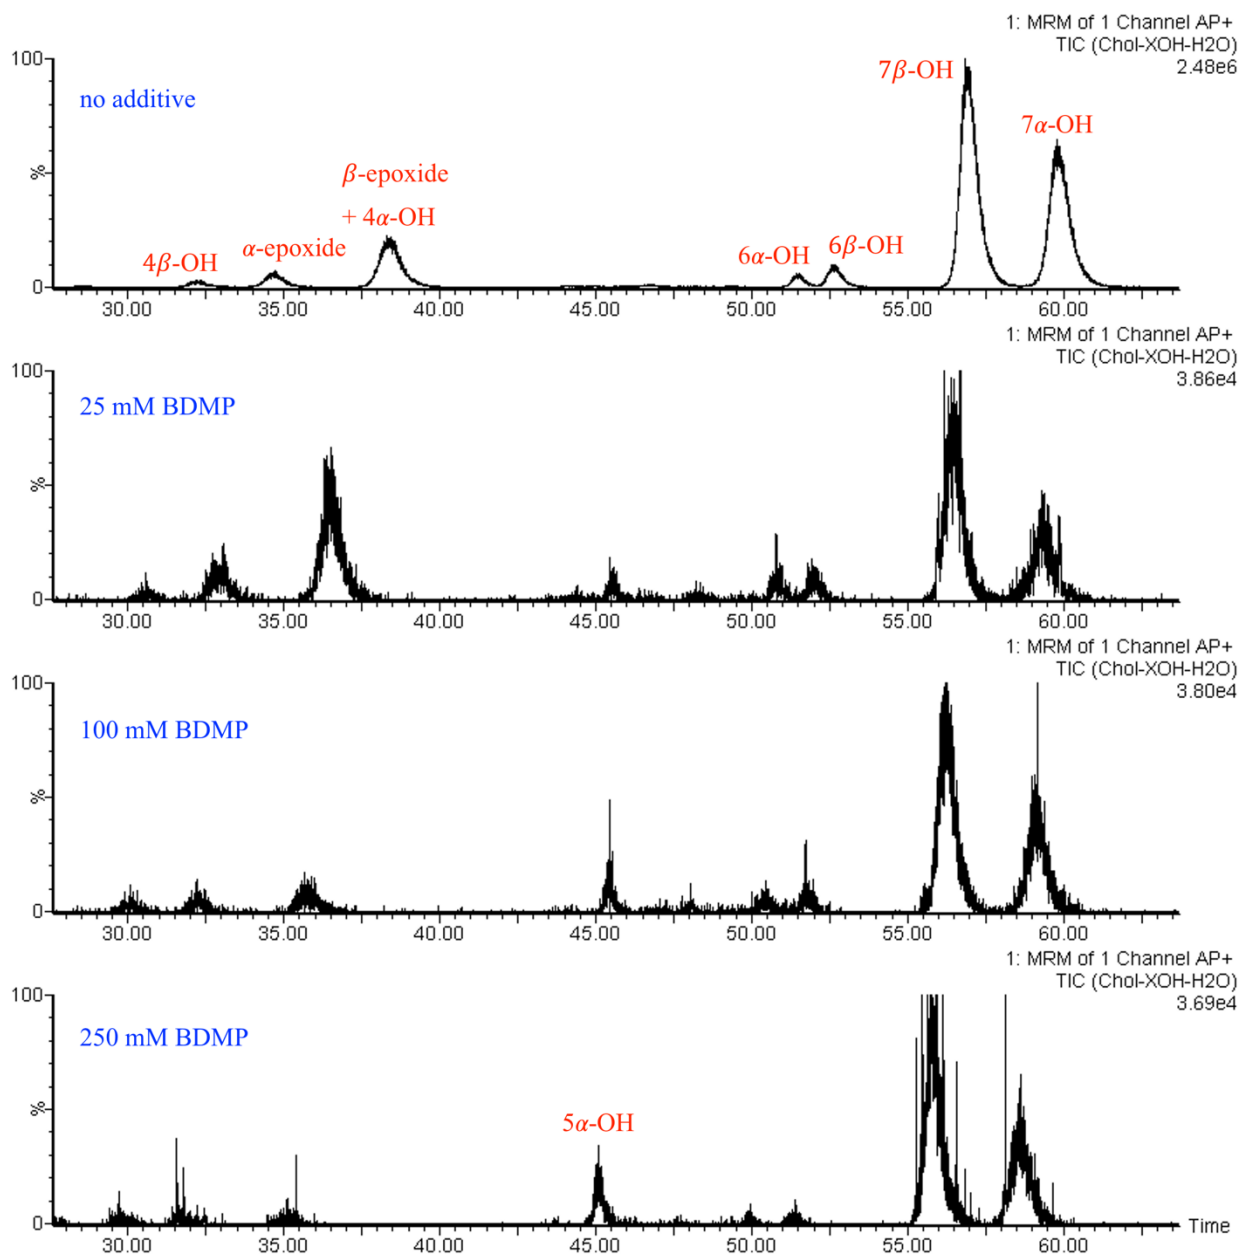 1: MRM of 1 Channel AP+
TIC (Chol-XOH-H2O)
2.48e6
100
%
0
no additive
4β-OH
α-epoxide
β-epoxide
+ 4α-OH
6α-OH
6β-OH
7β-OH
7α-OH
30.00 35.00 40.00 45.00 50.00 55.00 60.00
1: MRM of 1 Channel AP+
TIC (Chol-XOH-H2O)
3.86e4
100
%
0
25 mM BDMP
30.00 35.00 40.00 45.00 50.00 55.00 60.00
1: MRM of 1 Channel AP+
TIC (Chol-XOH-H2O)
3.80e4
100
%
0
100 mM BDMP
30.00 35.00 40.00 45.00 50.00 55.00 60.00
1: MRM of 1 Channel AP+
TIC (Chol-XOH-H2O)
3.69e4
100
%
0
250 mM BDMP
5α-OH
Time
30.00 35.00 40.00 45.00 50.00 55.00 60.00